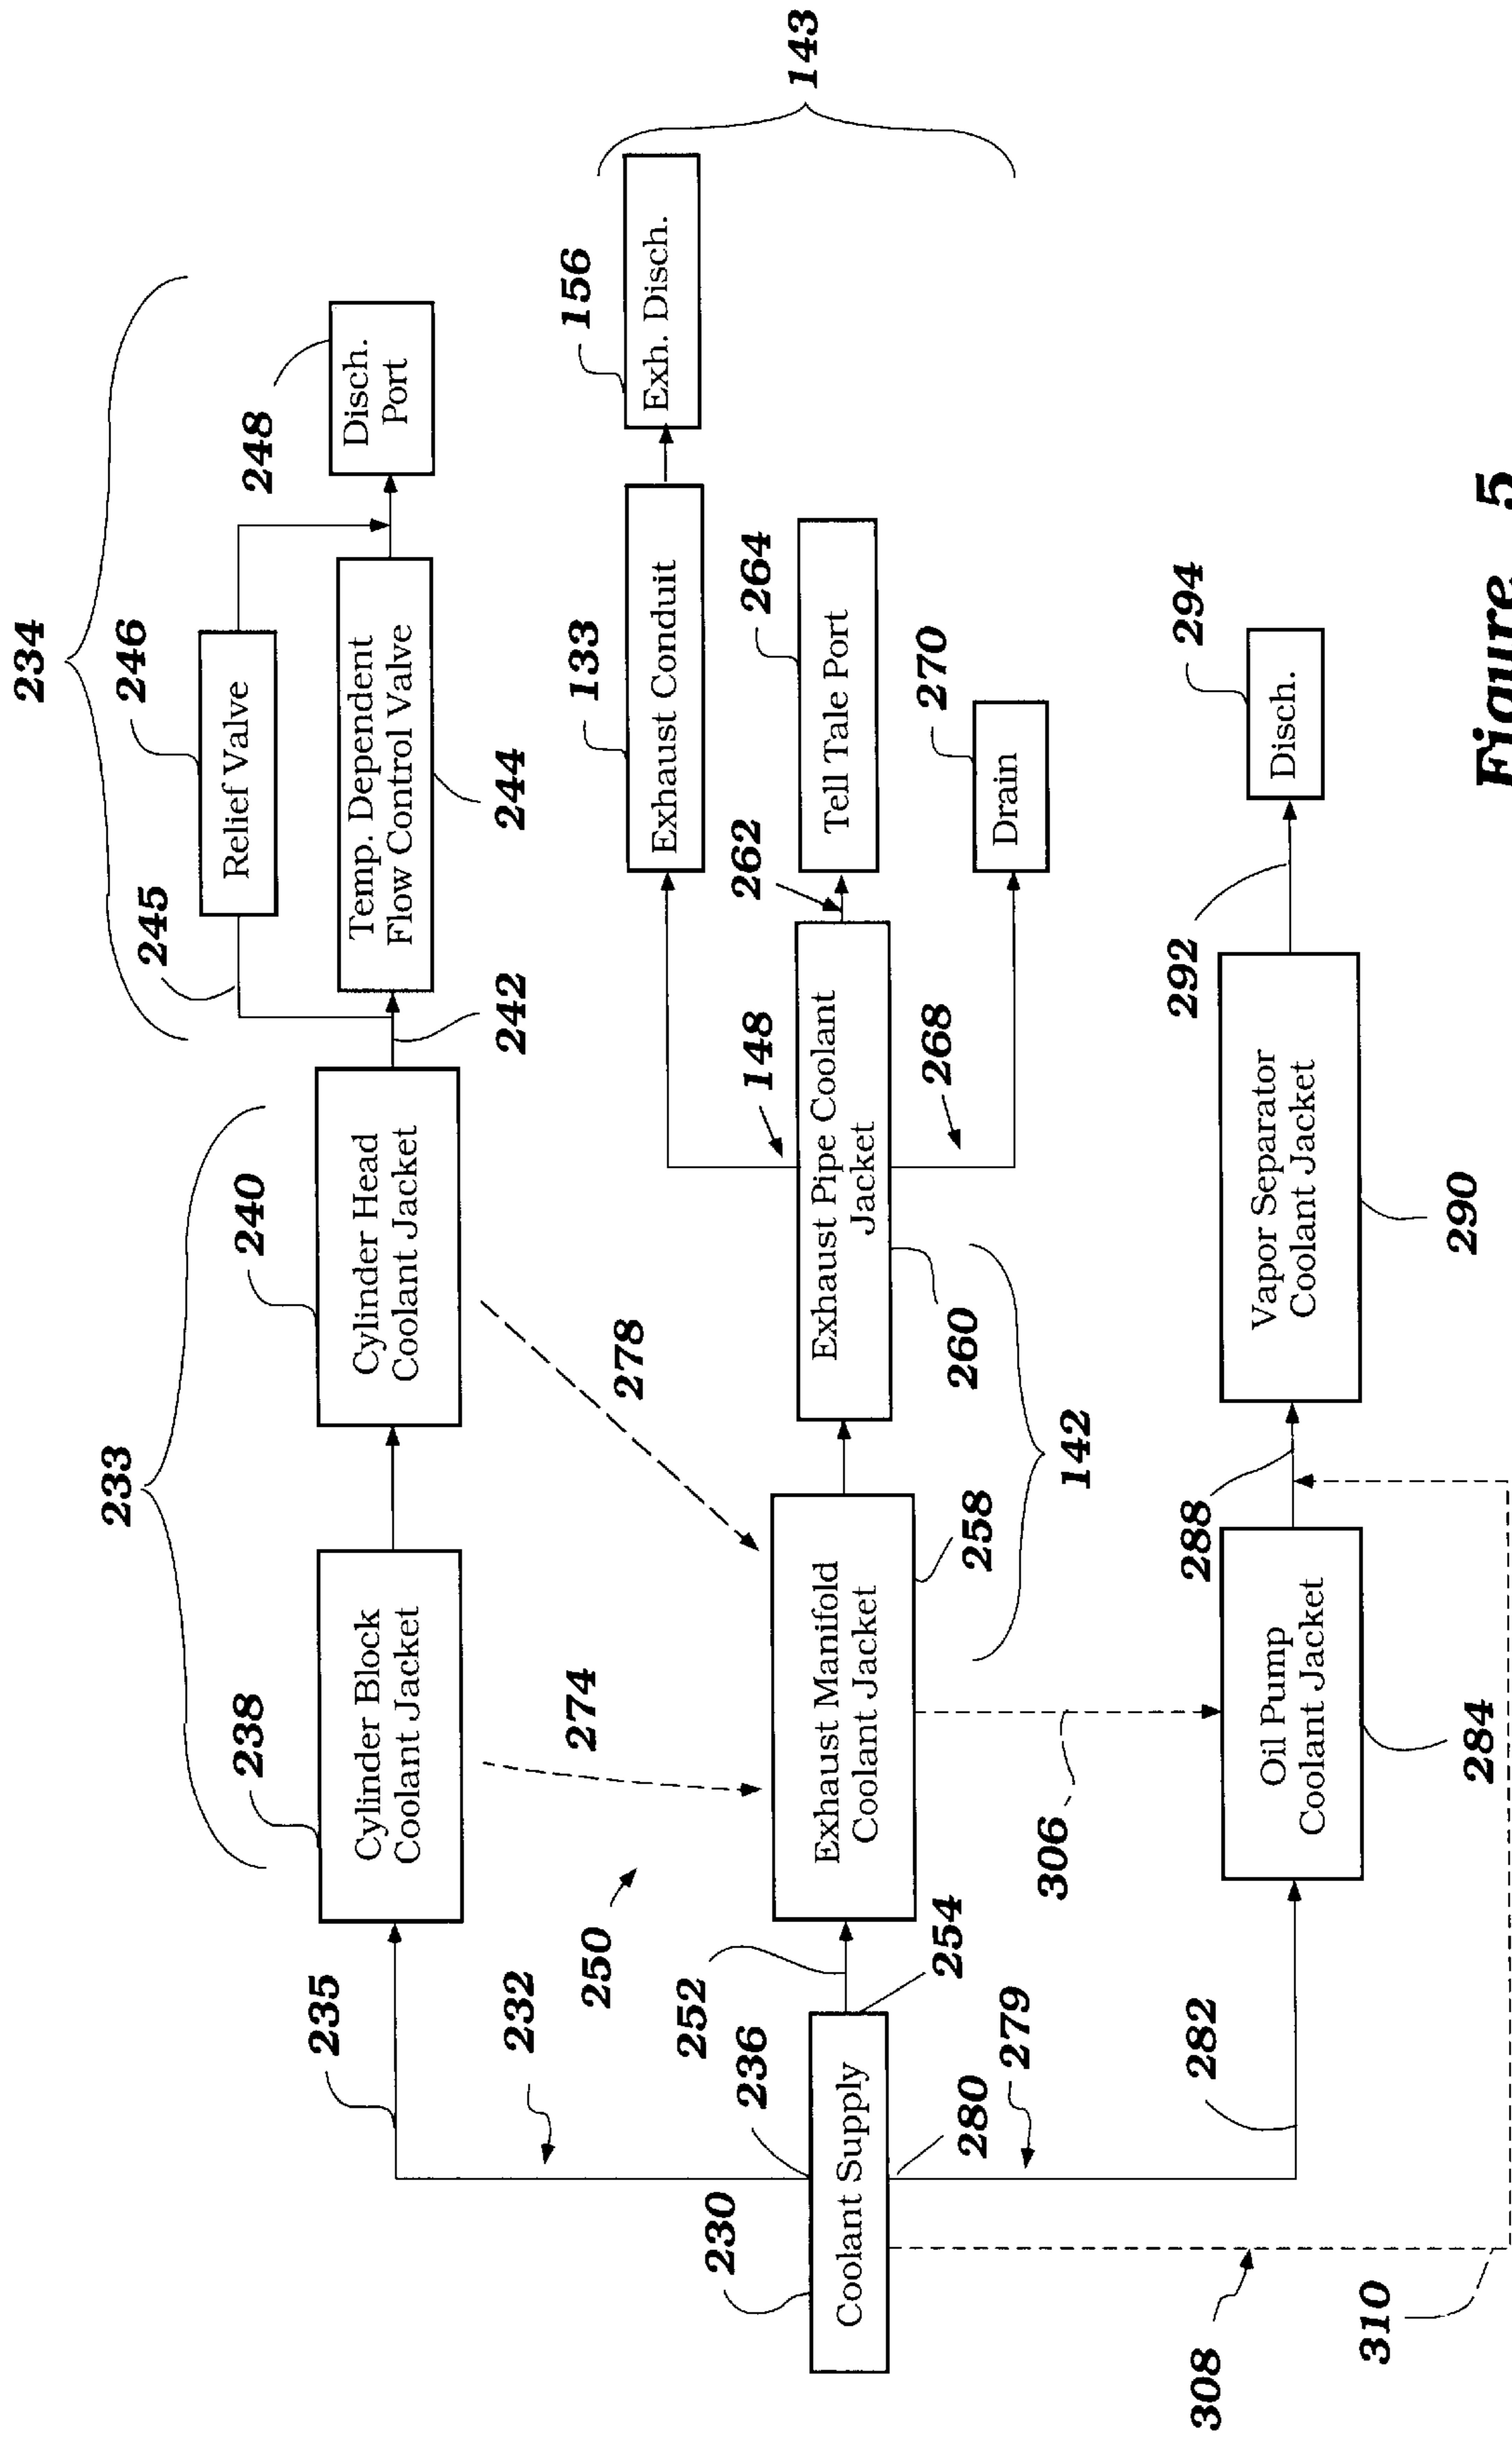 234
246
Relief Valve
245
248
Disch.
Port
Temp. Dependent
Flow Control Valve
244
242
233
240
Cylinder Head
Coolant Jacket
238
Cylinder Block
Coolant Jacket
235
232
274
278
250
143
156
Exh. Disch.
133
Exhaust Conduit
264
Tell Tale Port
262
270
Drain
148
268
Exhaust Pipe Coolant
Jacket
260
142
258
Exhaust Manifold
Coolant Jacket
252
254
236
230
Coolant Supply
280
279
306
282
294
Disch.
292
Vapor Separator
Coolant Jacket
290
288
Oil Pump
Coolant Jacket
284
308
310
Figure 5